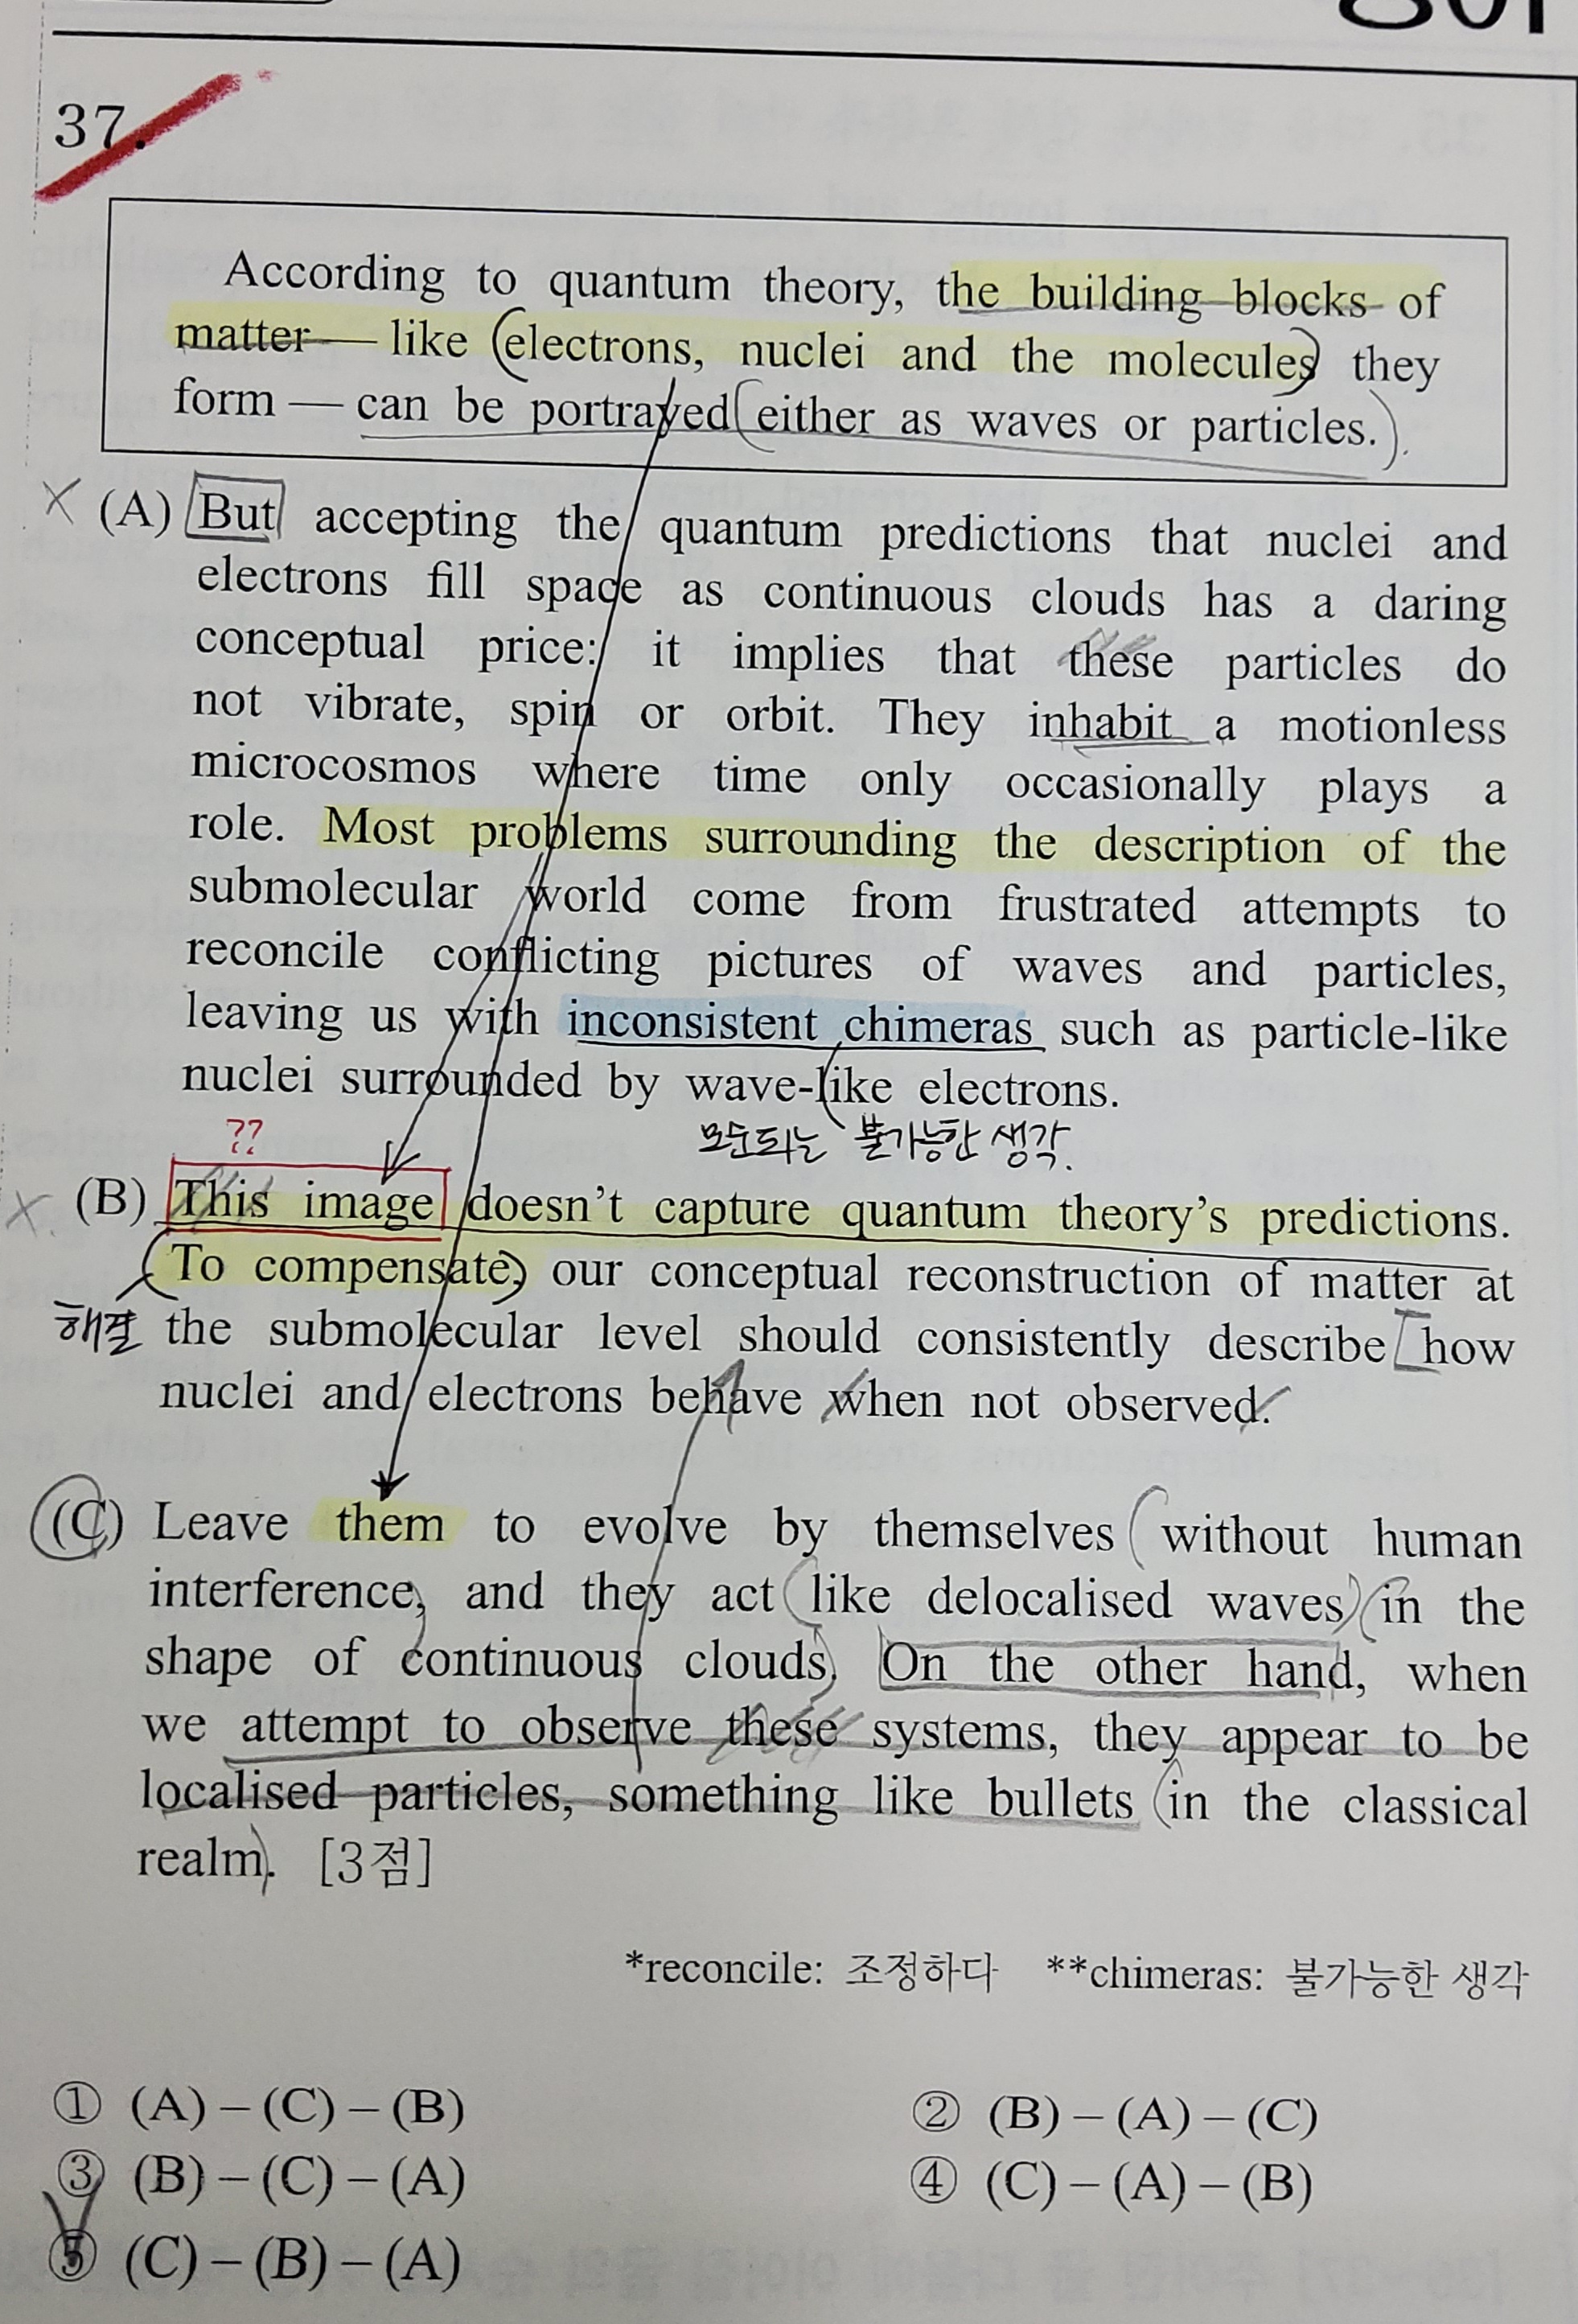 37.
According to quantum theory, the building blocks of
matter — like electrons, nuclei and the molecules they
form — can be portrayed either as waves or particles.
(A) But accepting the quantum predictions that nuclei and
electrons fill space as continuous clouds has a daring
conceptual price: it implies that these particles do
not vibrate, spin or orbit. They inhabit a motionless
microcosmos where time only occasionally plays a
role. Most problems surrounding the description of the
submolecular world come from frustrated attempts to
reconcile conflicting pictures of waves and particles,
leaving us with inconsistent chimeras such as particle-like
nuclei surrounded by wave-like electrons.
??
모순되는 불가능한 생각.
(B) This image doesn't capture quantum theory's predictions.
To compensate, our conceptual reconstruction of matter at
해결
the submolecular level should consistently describe how
nuclei and electrons behave when not observed.
(C) Leave them to evolve by themselves without human
interference, and they act like delocalised waves in the
shape of continuous clouds. On the other hand, when
we attempt to observe these systems, they appear to be
localised particles, something like bullets in the classical
realm. [3점]
*reconcile: 조정하다 **chimeras: 불가능한 생각
① (A) – (C) – (B)
② (B) – (A) – (C)
③ (B) – (C) – (A)
④ (C) – (A) – (B)
⑤ (C) – (B) – (A)